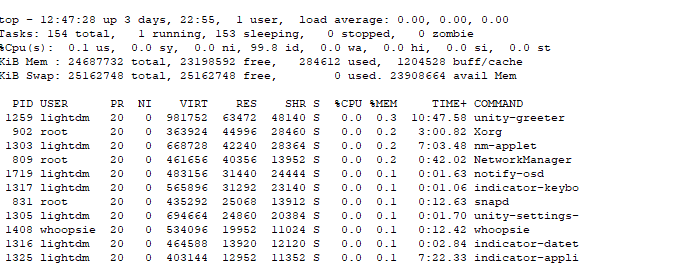 top - 12:47:28 up 3 days, 22:55,  1 user,  load average: 0.00, 0.00, 0.00
Tasks: 154 total,   1 running, 153 sleeping,   0 stopped,   0 zombie
%Cpu(s):  0.1 us,  0.0 sy,  0.0 ni, 99.8 id,  0.0 wa,  0.0 hi,  0.0 si,  0.0 st
KiB Mem : 24687732 total, 23198592 free,   284612 used,  1204528 buff/cache
KiB Swap: 25162748 total, 25162748 free,        0 used. 23908664 avail Mem
  PID USER      PR  NI    VIRT    RES    SHR S  %CPU %MEM     TIME+ COMMAND
 1259 lightdm   20   0  981752  63472  48140 S   0.0  0.3  10:47.58 unity-greeter
  902 root      20   0  363924  44996  28460 S   0.0  0.2   3:00.82 Xorg
 1303 lightdm   20   0  668728  42240  28364 S   0.0  0.2   7:03.48 nm-applet
  809 root      20   0  461656  40356  13952 S   0.0  0.2   0:42.02 NetworkManager
 1719 lightdm   20   0  483156  31440  24444 S   0.0  0.1   0:01.63 notify-osd
 1317 lightdm   20   0  565896  31292  23140 S   0.0  0.1   0:01.06 indicator-keybo
  831 root      20   0  435292  25068  13912 S   0.0  0.1   0:12.63 snapd
 1305 lightdm   20   0  694664  24860  20384 S   0.0  0.1   0:01.70 unity-settings-
 1408 whoopsie  20   0  534096  19952  11024 S   0.0  0.1   0:12.42 whoopsie
 1316 lightdm   20   0  464588  13920  12120 S   0.0  0.1   0:02.84 indicator-datet
 1325 lightdm   20   0  403144  12952  11352 S   0.0  0.1   7:22.33 indicator-appli